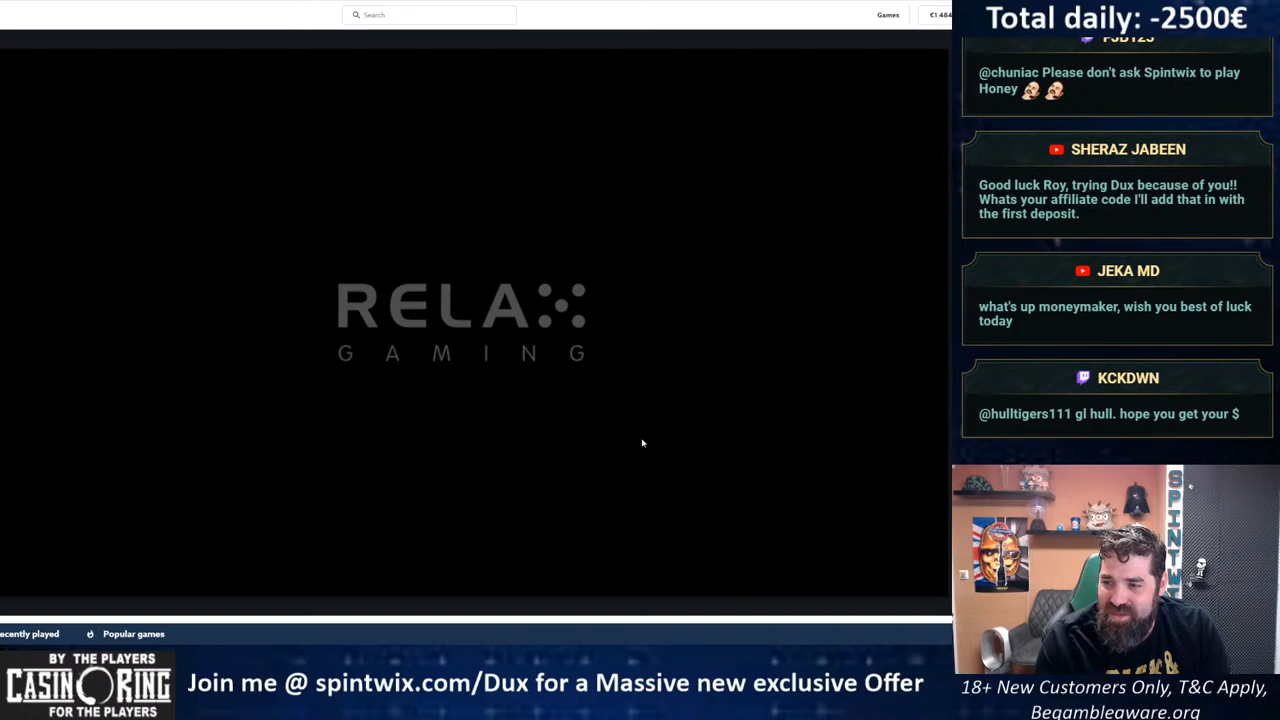 Search
Games
€1 484
Total daily: -2500€
@chuniac Please don't ask Spintwix to play
Honey
SHERAZ JABEEN
Good luck Roy, trying Dux because of you!!
Whats your affiliate code I'll add that in with
the first deposit.
JEKA MD
what's up moneymaker, wish you best of luck
today
KCKDWN
@hulltigers111 gl hull. hope you get your $
RELAX
GAMING
ecently played
Popular games
SPINTW
BY THE PLAYERS
CASINORING
FOR THE PLAYERS
Join me @ spintwix.com/Dux for a Massive new exclusive Offer
18+ New Customers Only, T&C Apply,
Begambleaware.org